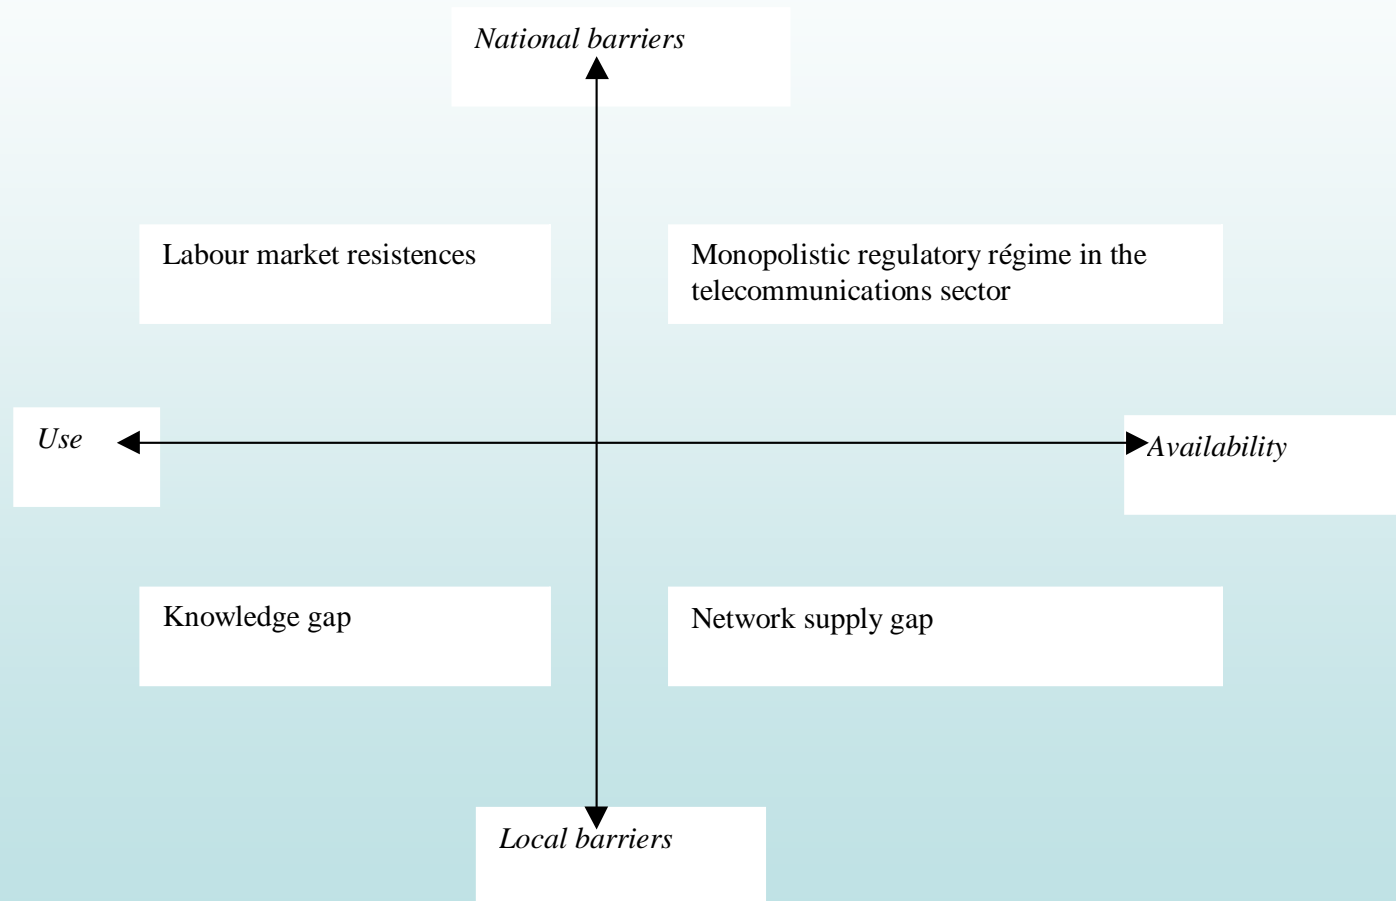 National barriers
Labour market resistences
Monopolistic regulatory régime in the
telecommunications sector
Use
Availability
Knowledge gap
Network supply gap
Local barriers